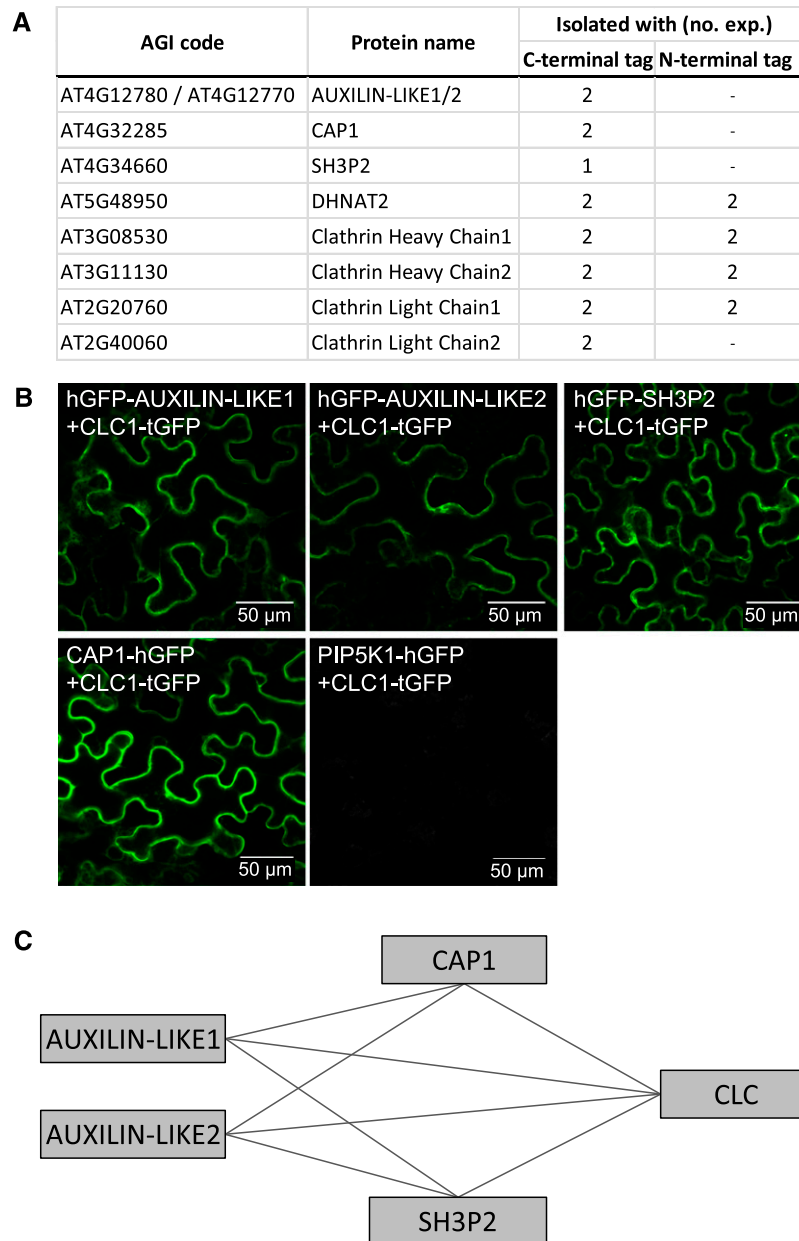 A
AGI code Protein name Isolated with (no. exp.)
C-terminal tag N-terminal tag
AT4G12780 / AT4G12770 AUXILIN-LIKE1/2 2 -
AT4G32285 CAP1 2 -
AT4G34660 SH3P2 1 -
AT5G48950 DHNAT2 2 2
AT3G08530 Clathrin Heavy Chain1 2 2
AT3G11130 Clathrin Heavy Chain2 2 2
AT2G20760 Clathrin Light Chain1 2 2
AT2G40060 Clathrin Light Chain2 2 -
B
hGFP-AUXILIN-LIKE1
+CLC1-tGFP
50 µm
hGFP-AUXILIN-LIKE2
+CLC1-tGFP
50 µm
hGFP-SH3P2
+CLC1-tGFP
50 µm
CAP1-hGFP
+CLC1-tGFP
50 µm
PIP5K1-hGFP
+CLC1-tGFP
50 µm
C
CAP1
AUXILIN-LIKE1
CLC
AUXILIN-LIKE2
SH3P2